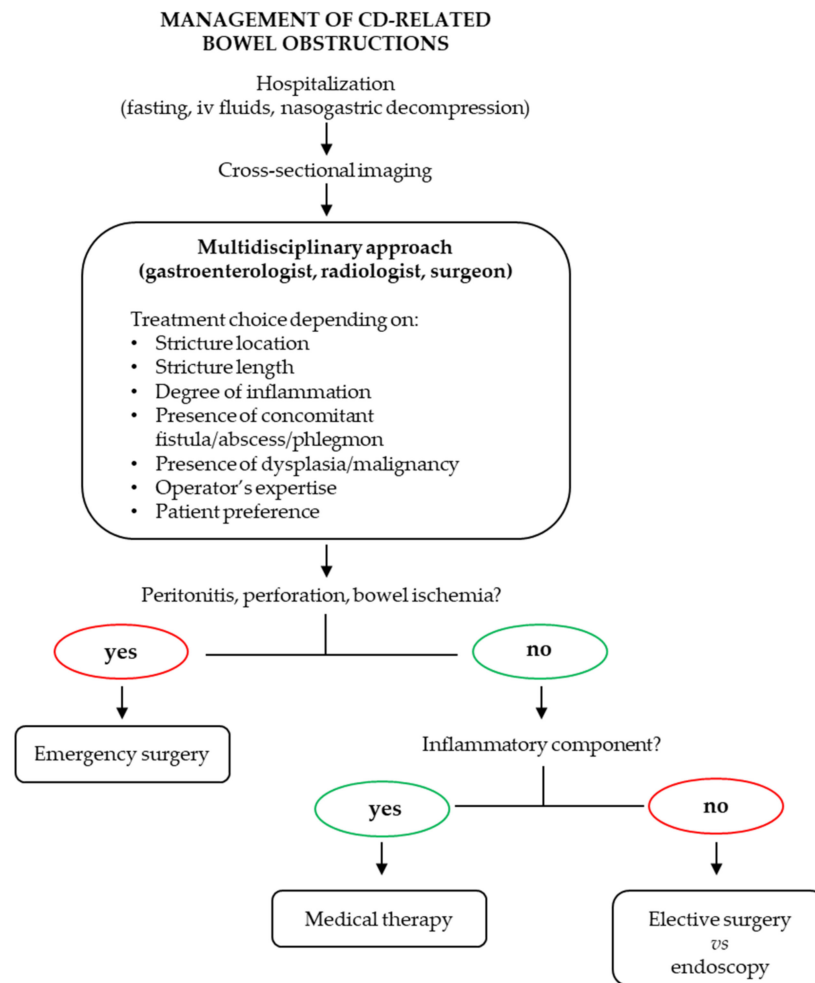 MANAGEMENT OF CD-RELATED
BOWEL OBSTRUCTIONS
Hospitalization
(fasting, iv fluids, nasogastric decompression)
Cross-sectional imaging
Multidisciplinary approach
(gastroenterologist, radiologist, surgeon)
Treatment choice depending on:
• Stricture location
• Stricture length
• Degree of inflammation
• Presence of concomitant
fistula/abscess/phlegmon
• Presence of dysplasia/malignancy
• Operator's expertise
• Patient preference
Peritonitis, perforation, bowel ischemia?
yes
no
Emergency surgery
Inflammatory component?
yes
no
Medical therapy
Elective surgery
vs
endoscopy